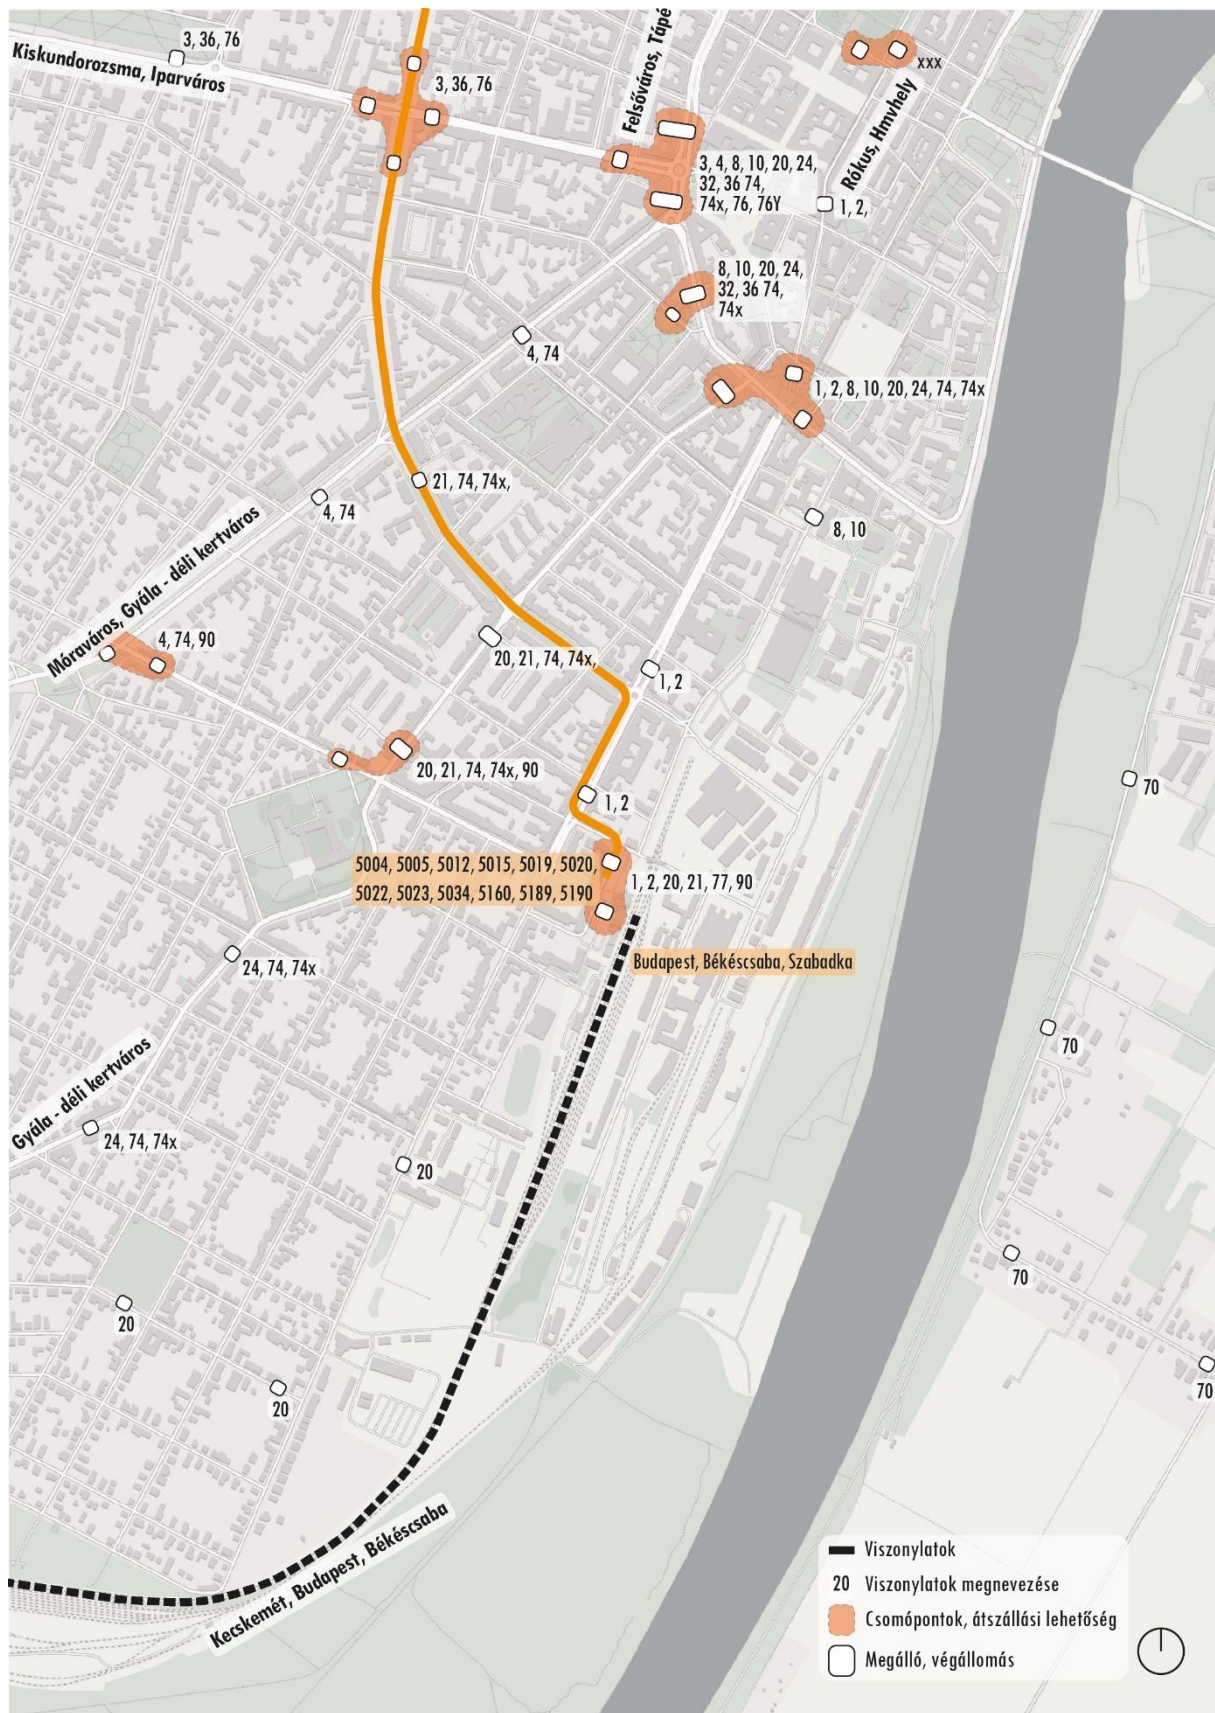 3, 36, 76
Kiskundorozsma, Iparváros
3, 36, 76
Felsőváros, Tápé
xxx
Rókus, Hmvhely
3, 4, 8, 10, 20, 24,
32, 36 74,
74x, 76, 76Y
1, 2,
8, 10, 20, 24,
32, 36 74,
74x
4, 74
1, 2, 8, 10, 20, 24, 74, 74x
21, 74, 74x,
4, 74
8, 10
Móraváros, Gyála - déli kertváros
4, 74, 90
20, 21, 74, 74x,
1, 2
20, 21, 74, 74x, 90
70
1, 2
5004, 5005, 5012, 5015, 5019, 5020,
5022, 5023, 5034, 5160, 5189, 5190
1, 2, 20, 21, 77, 90
Budapest, Békéscsaba, Szabadka
24, 74, 74x
70
Gyála - déli kertváros
24, 74, 74x
20
70
20
70
20
Kecskemét, Budapest, Békéscsaba
Viszonylatok
20 Viszonylatok megnevezése
Csomópontok, átszállási lehetőség
Megálló, végállomás